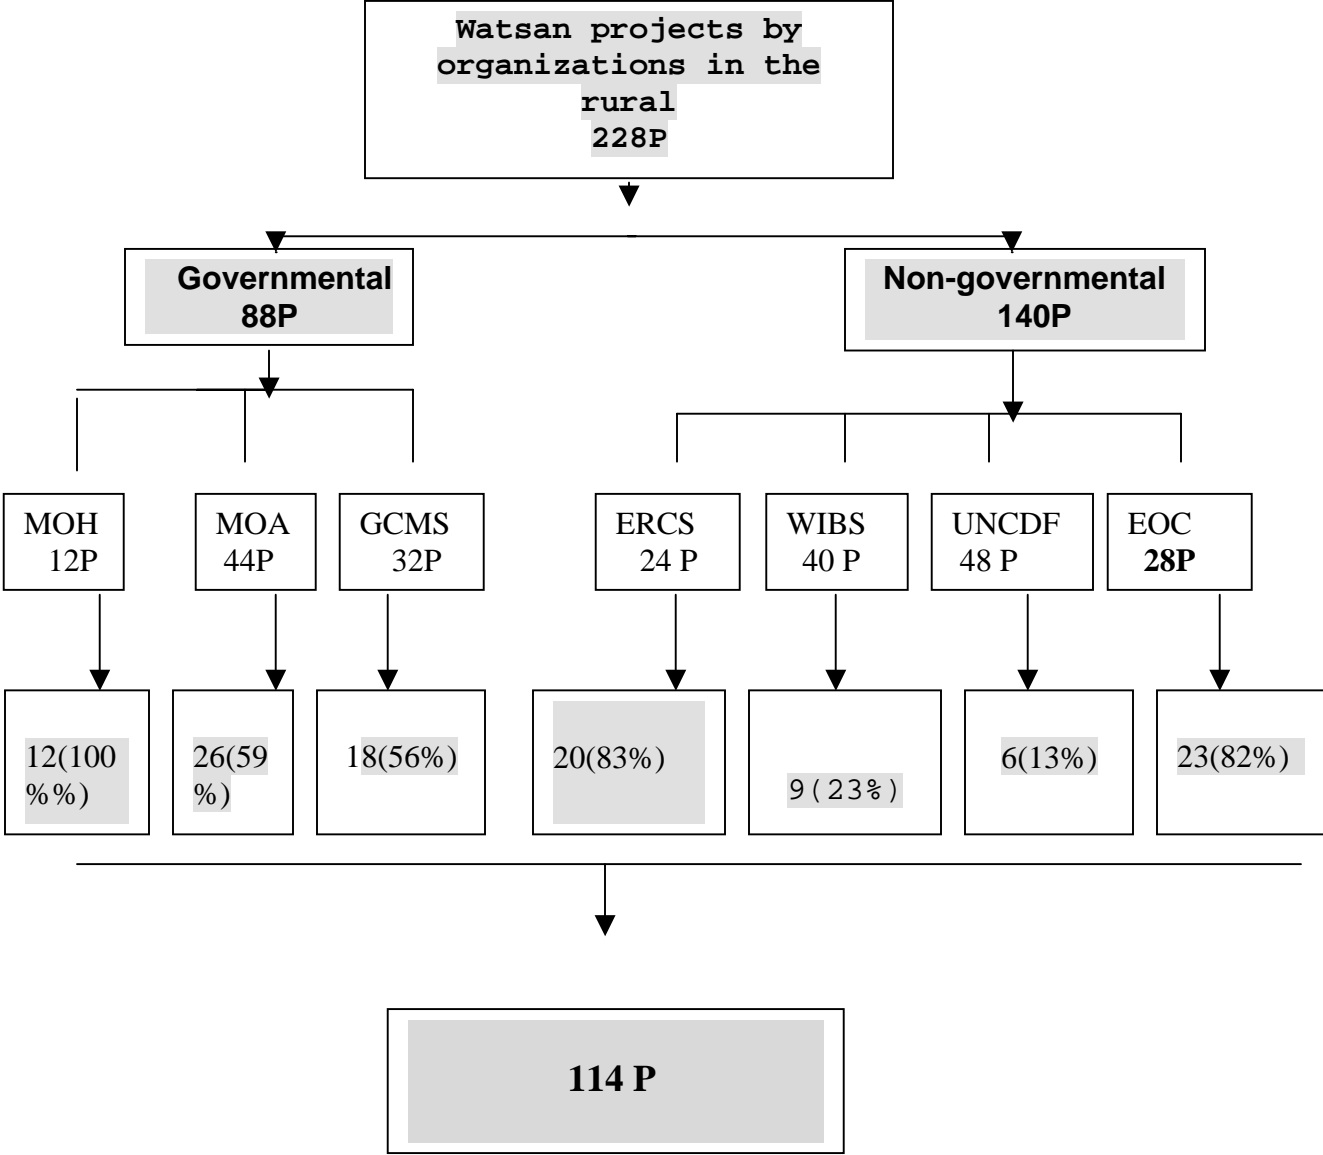 Watsan projects by
organizations in the
rural
228P
Governmental
88P
Non-governmental
140P
MOH
12P
MOA
44P
GCMS
32P
ERCS
24 P
WIBS
40 P
UNCDF
48 P
EOC
28P
12(100
%%)
26(59
%)
18(56%)
20(83%)
9(23%)
6(13%)
23(82%)
114 P